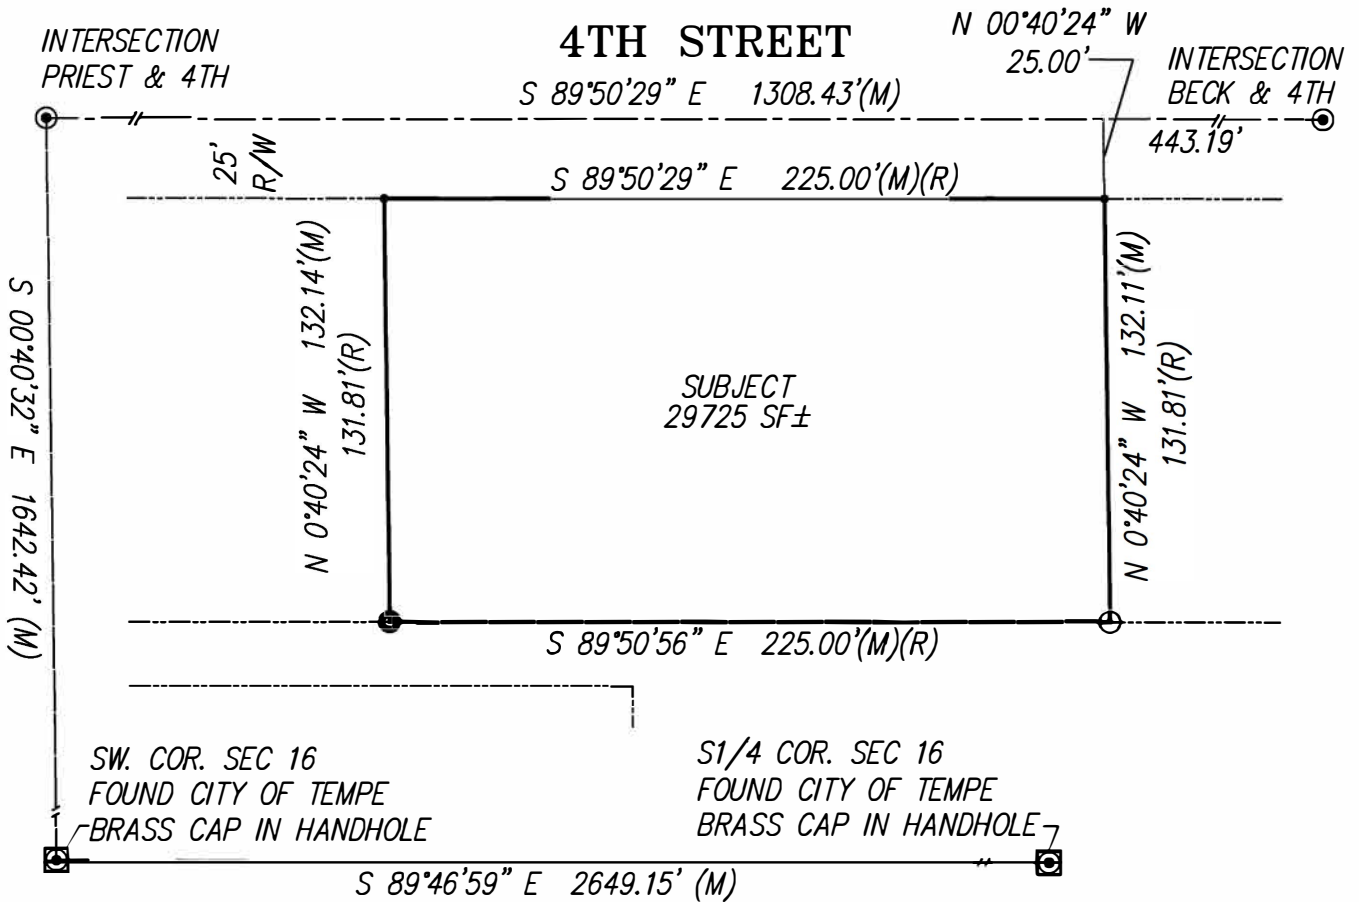 INTERSECTION
PRIEST & 4TH
4TH STREET
S 89°50'29" E 1308.43'(M)
N 00°40'24" W
25.00'
INTERSECTION
BECK & 4TH
443.19'
25'
R/W
S 89°50'29" E 225.00'(M)(R)
S 00°40'32" E 1642.42' (M)
N 0°40'24" W 132.14'(M)
131.81'(R)
SUBJECT
29725 SF±
N 0°40'24" W 132.11'(M)
131.81'(R)
S 89°50'56" E 225.00'(M)(R)
SW. COR. SEC 16
FOUND CITY OF TEMPE
BRASS CAP IN HANDHOLE
S1/4 COR. SEC 16
FOUND CITY OF TEMPE
BRASS CAP IN HANDHOLE
S 89°46'59" E 2649.15' (M)